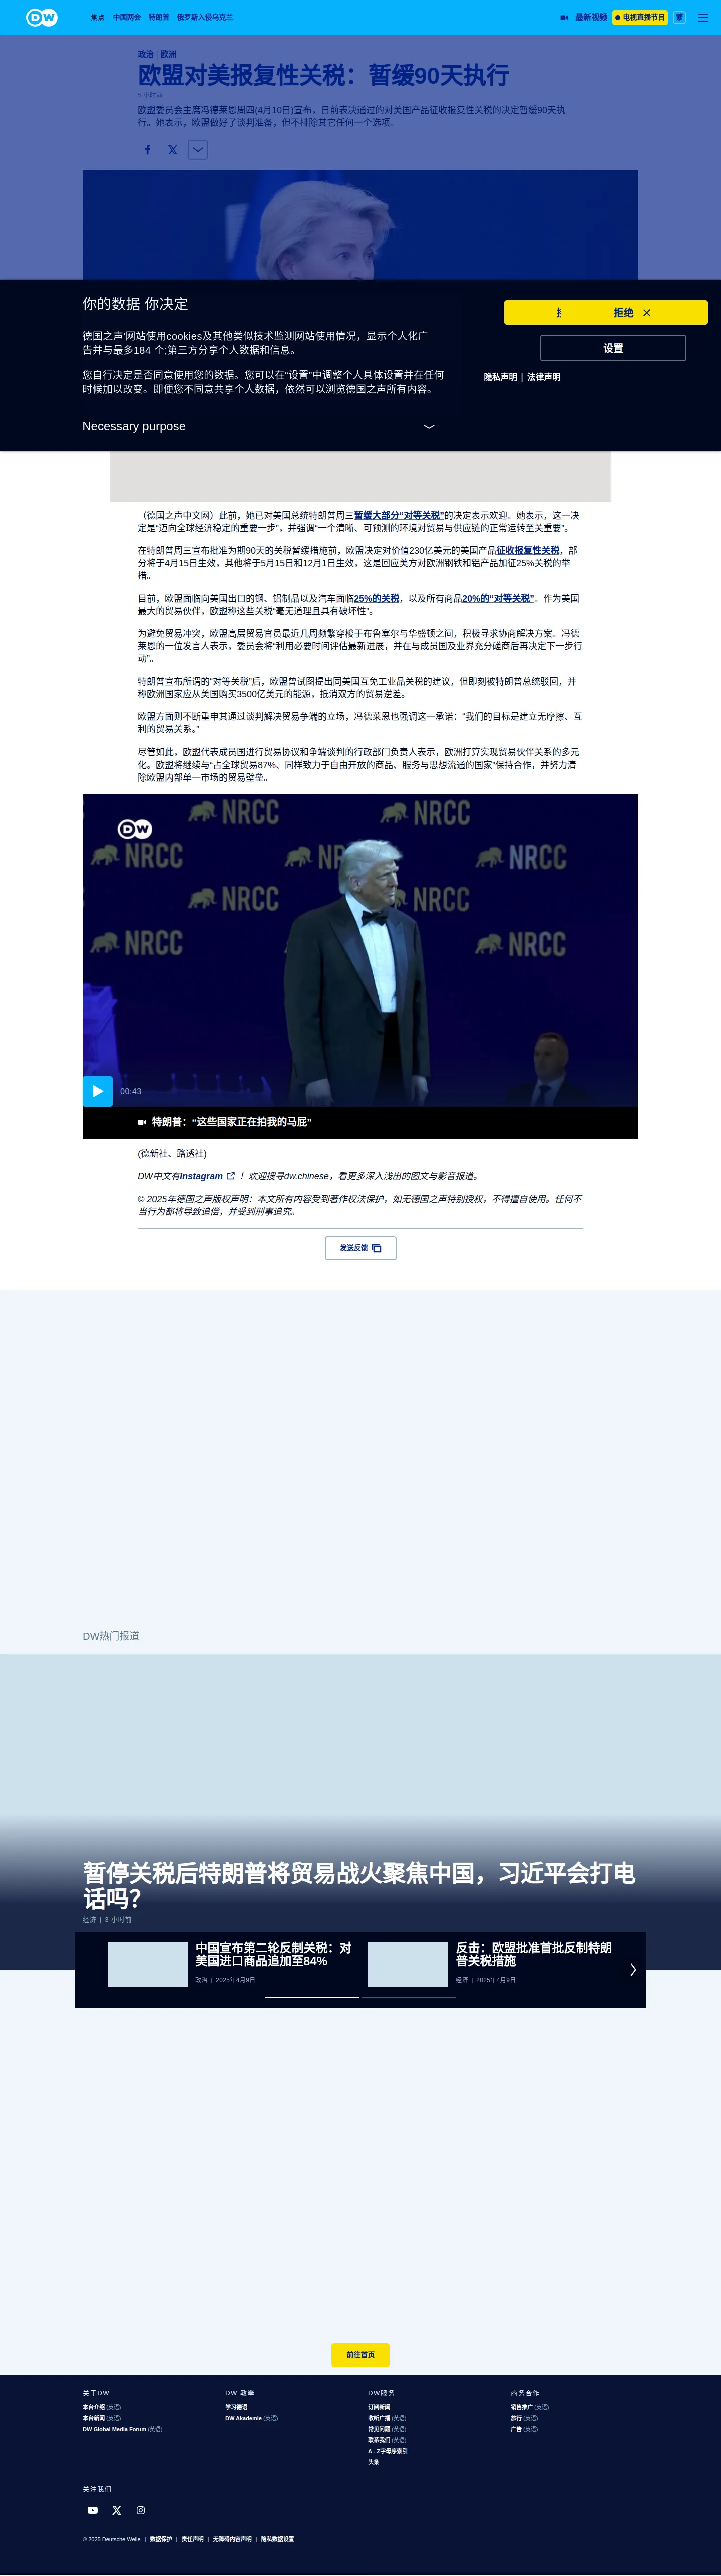 DW
焦点 中国两会 特朗普 俄罗斯入侵乌克兰
最新视频 电视直播节目 繁
政治 | 欧洲
欧盟对美报复性关税：暂缓90天执行
5 小时前
欧盟委员会主席冯德莱恩周四(4月10日)宣布，日前表决通过的对美国产品征收报复性关税的决定暂缓90天执
行。她表示，欧盟做好了谈判准备，但不排除其它任何一个选项。
你的数据 你决定
德国之声'网站使用cookies及其他类似技术监测网站使用情况，显示个人化广
告并与最多184 个;第三方分享个人数据和信息。
您自行决定是否同意使用您的数据。您可以在“设置”中调整个人具体设置并在任何
时候加以改变。即便您不同意共享个人数据，依然可以浏览德国之声所有内容。
Necessary purpose
拒绝
设置
隐私声明 | 法律声明
（德国之声中文网）此前，她已对美国总统特朗普周三暂缓大部分“对等关税”的决定表示欢迎。她表示，这一决
定是“迈向全球经济稳定的重要一步”，并强调“一个清晰、可预测的环境对贸易与供应链的正常运转至关重要”。
在特朗普周三宣布批准为期90天的关税暂缓措施前，欧盟决定对价值230亿美元的美国产品征收报复性关税，部
分将于4月15日生效，其他将于5月15日和12月1日生效，这是回应美方对欧洲钢铁和铝产品加征25%关税的举
措。
目前，欧盟面临向美国出口的钢、铝制品以及汽车面临25%的关税，以及所有商品20%的“对等关税”。作为美国
最大的贸易伙伴，欧盟称这些关税“毫无道理且具有破坏性”。
为避免贸易冲突，欧盟高层贸易官员最近几周频繁穿梭于布鲁塞尔与华盛顿之间，积极寻求协商解决方案。冯德
莱恩的一位发言人表示，委员会将“利用必要时间评估最新进展，并在与成员国及业界充分磋商后再决定下一步行
动”。
特朗普宣布所谓的“对等关税”后，欧盟曾试图提出同美国互免工业品关税的建议，但即刻被特朗普总统驳回，并
称欧洲国家应从美国购买3500亿美元的能源，抵消双方的贸易逆差。
欧盟方面则不断重申其通过谈判解决贸易争端的立场，冯德莱恩也强调这一承诺：“我们的目标是建立无摩擦、互
利的贸易关系。”
尽管如此，欧盟代表成员国进行贸易协议和争端谈判的行政部门负责人表示，欧洲打算实现贸易伙伴关系的多元
化。欧盟将继续与“占全球贸易87%、同样致力于自由开放的商品、服务与思想流通的国家”保持合作，并努力清
除欧盟内部单一市场的贸易壁垒。
NRCC NRCC
DW NRCC NRCC
NRCC NRCC
NRCC NRCC
00:43
特朗普：“这些国家正在拍我的马屁”
(德新社、路透社)
DW中文有Instagram ！欢迎搜寻dw.chinese，看更多深入浅出的图文与影音报道。
© 2025年德国之声版权声明：本文所有内容受到著作权法保护，如无德国之声特别授权，不得擅自使用。任何不
当行为都将导致追偿，并受到刑事追究。
发送反馈
DW热门报道
暂停关税后特朗普将贸易战火聚焦中国，习近平会打电
话吗？
经济 | 3 小时前
中国宣布第二轮反制关税：对
美国进口商品追加至84%
政治 | 2025年4月9日
反击：欧盟批准首批反制特朗
普关税措施
经济 | 2025年4月9日
前往首页
关于DW
本台介绍 (英语)
本台新闻 (英语)
DW Global Media Forum (英语)
DW 教學
学习德语
DW Akademie (英语)
DW服务
订阅新闻
收听广播 (英语)
常见问题 (英语)
联系我们 (英语)
A - Z字母序索引
头条
商务合作
销售推广 (英语)
旅行 (英语)
广告 (英语)
关注我们
© 2025 Deutsche Welle | 数据保护 | 责任声明 | 无障碍内容声明 | 隐私数据设置